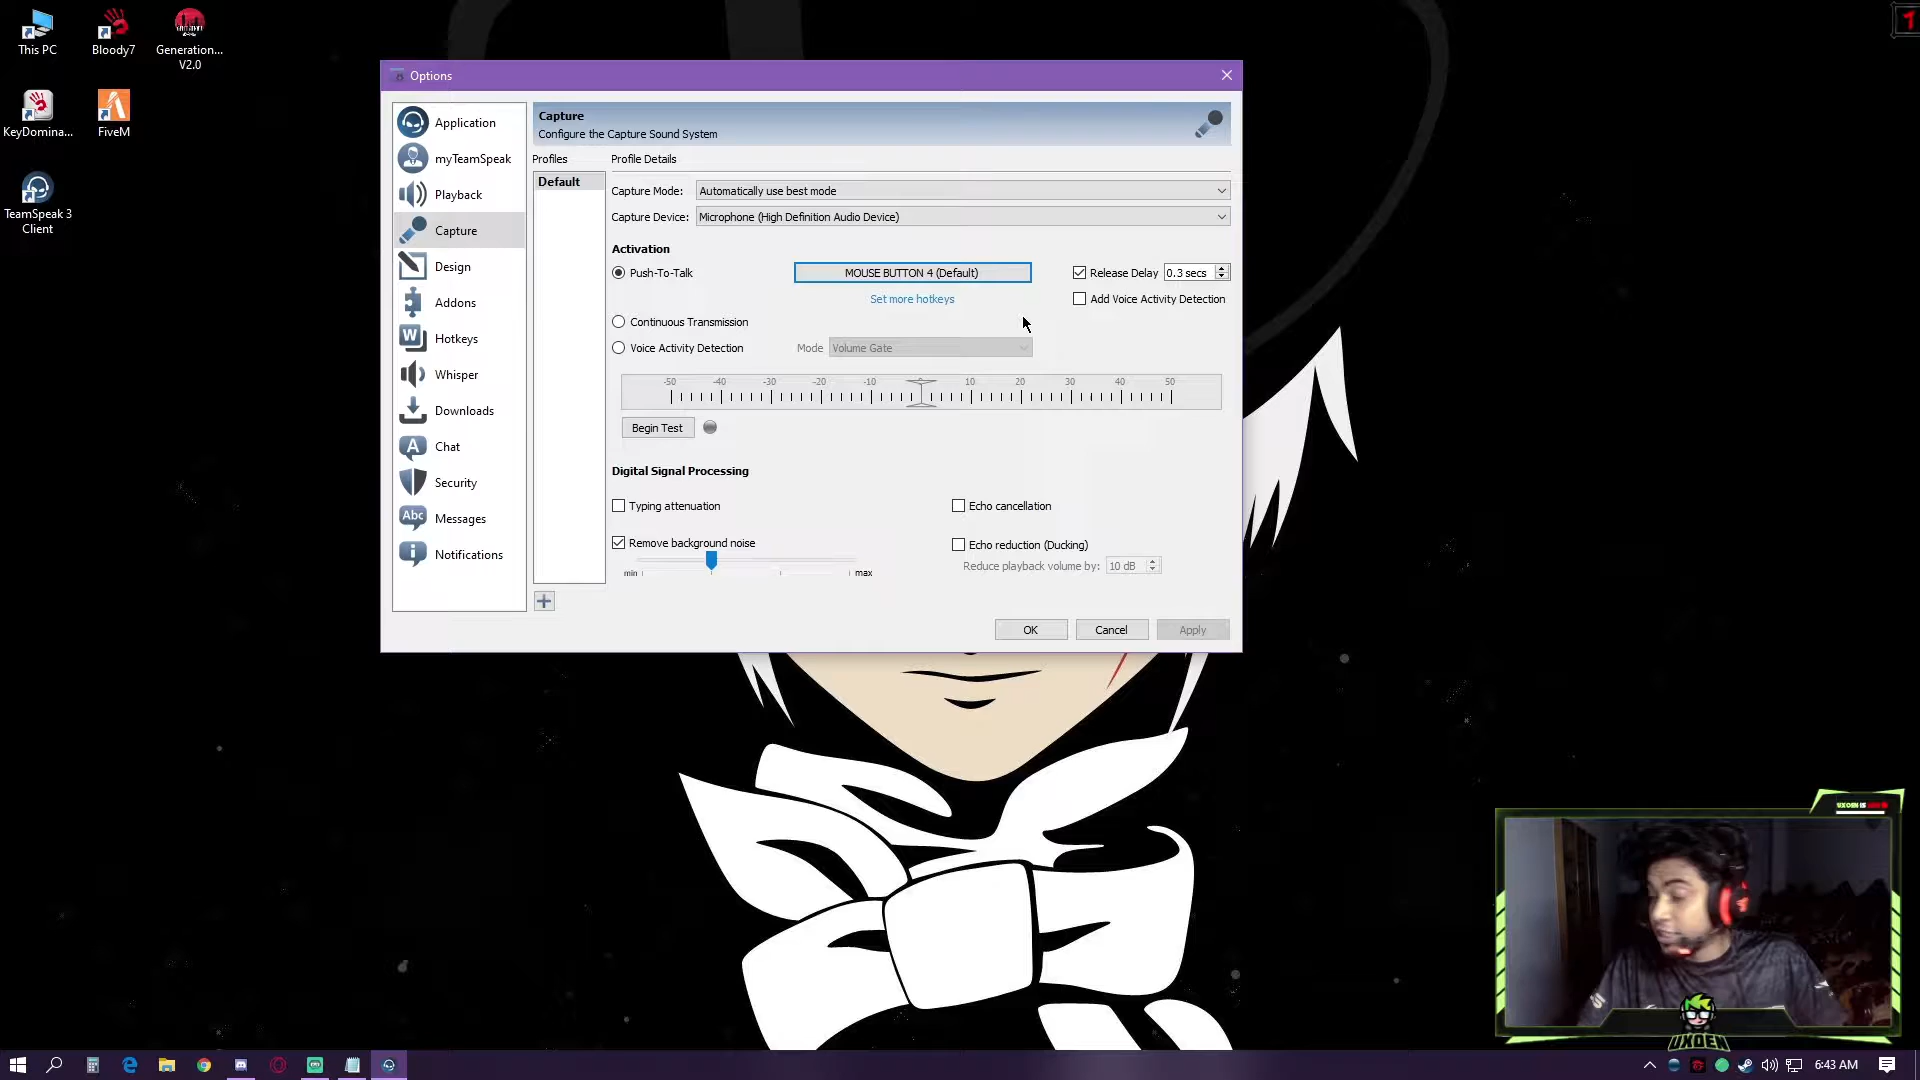 This PC
Bloody7
Generation...
V2.0
KeyDomina...
FiveM
TeamSpeak 3
Client
Options
Application
myTeamSpeak
Playback
Capture
Design
Addons
Hotkeys
Whisper
Downloads
Chat
Security
Messages
Notifications
Capture
Configure the Capture Sound System
Profiles
Profile Details
Default
Capture Mode: Automatically use best mode
Capture Device: Microphone (High Definition Audio Device)
Activation
Push-To-Talk MOUSE BUTTON 4 (Default) Release Delay 0.3 secs
Set more hotkeys Add Voice Activity Detection
Continuous Transmission
Voice Activity Detection Mode Volume Gate
-50 -40 -30 -20 -10 0 10 20 30 40 50
Begin Test
Digital Signal Processing
Typing attenuation Echo cancellation
Remove background noise Echo reduction (Ducking)
Reduce playback volume by: 10 dB
min max
OK Cancel Apply
1
UXDEN
6:43 AM